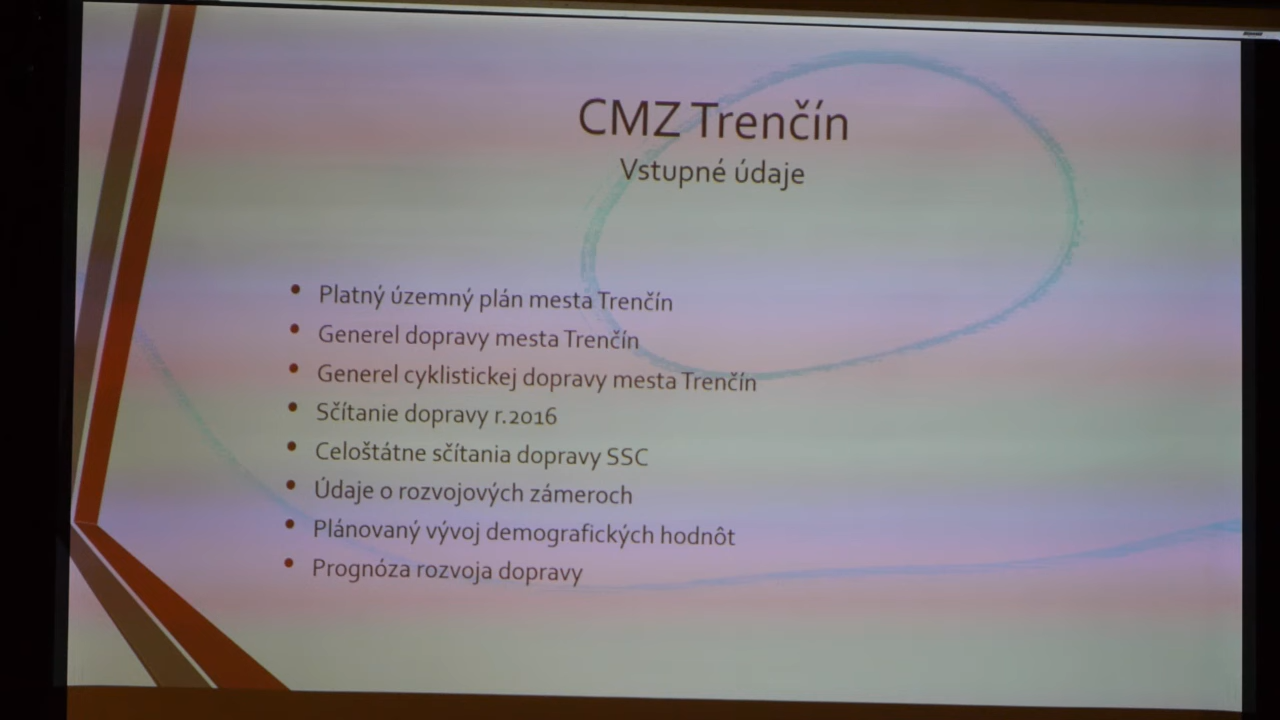 CMZ Trenčín
Vstupné údaje
• Platný územný plán mesta Trenčín
• Generel dopravy mesta Trenčín
• Generel cyklistickej dopravy mesta Trenčín
• Sčítanie dopravy r.2016
• Celoštátne sčítania dopravy SSC
• Údaje o rozvojových zámeroch
• Plánovaný vývoj demografických hodnôt
• Prognóza rozvoja dopravy